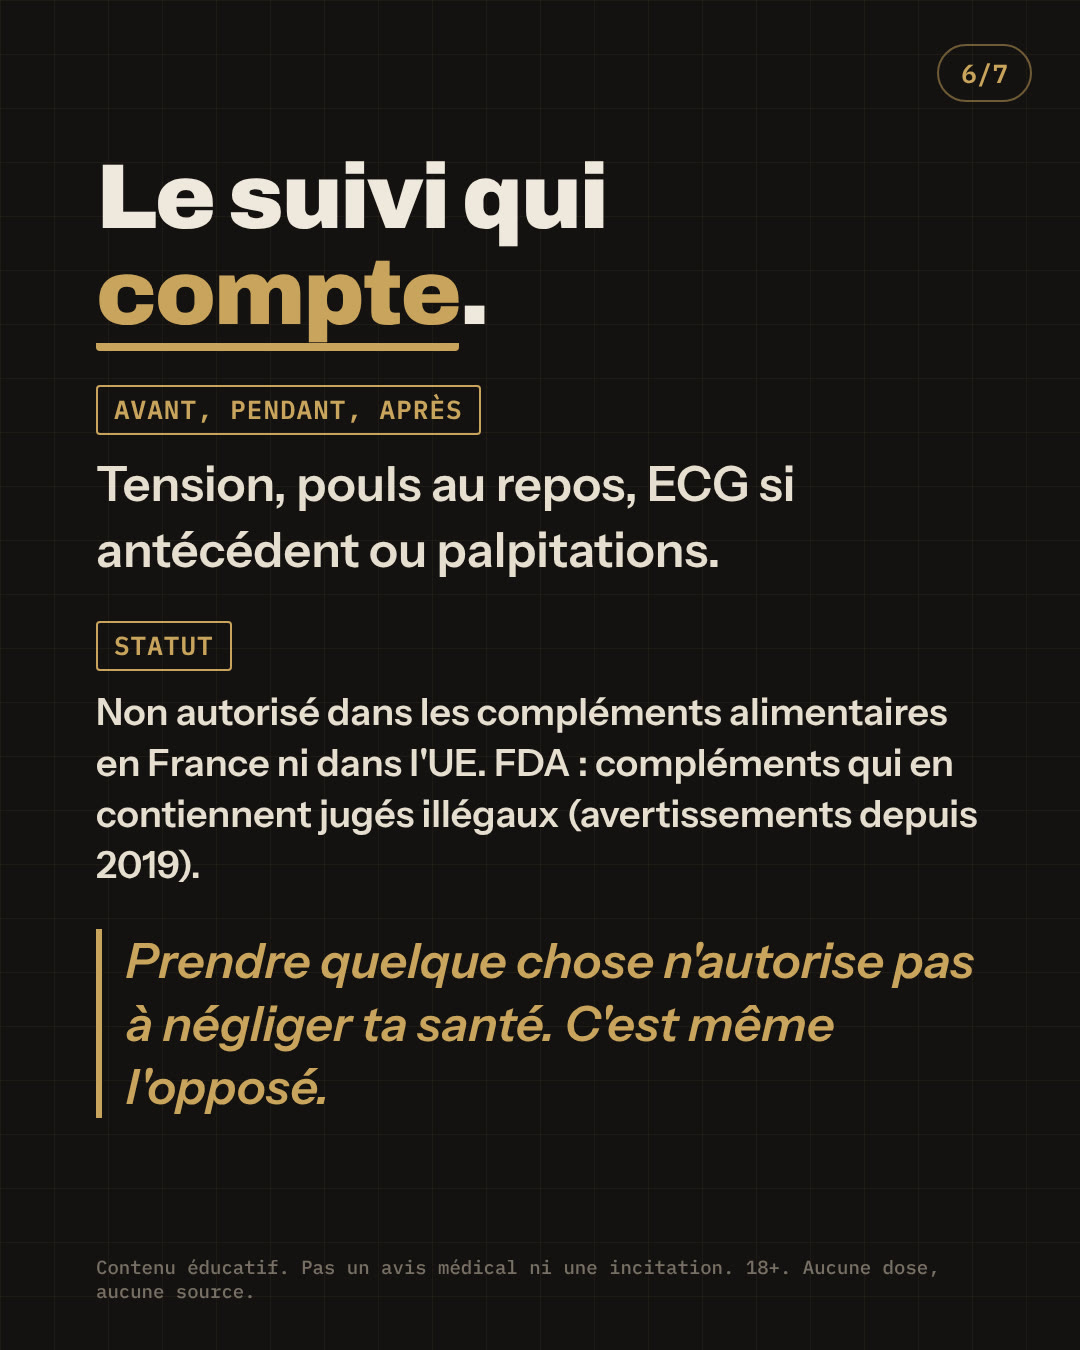 6/7
Le suivi qui
compte.
AVANT, PENDANT, APRÈS
Tension, pouls au repos, ECG si
antécédent ou palpitations.
STATUT
Non autorisé dans les compléments alimentaires
en France ni dans l'UE. FDA : compléments qui en
contiennent jugés illégaux (avertissements depuis
2019).
Prendre quelque chose n'autorise pas
à négliger ta santé. C'est même
l'opposé.
Contenu éducatif. Pas un avis médical ni une incitation. 18+. Aucune dose,
aucune source.